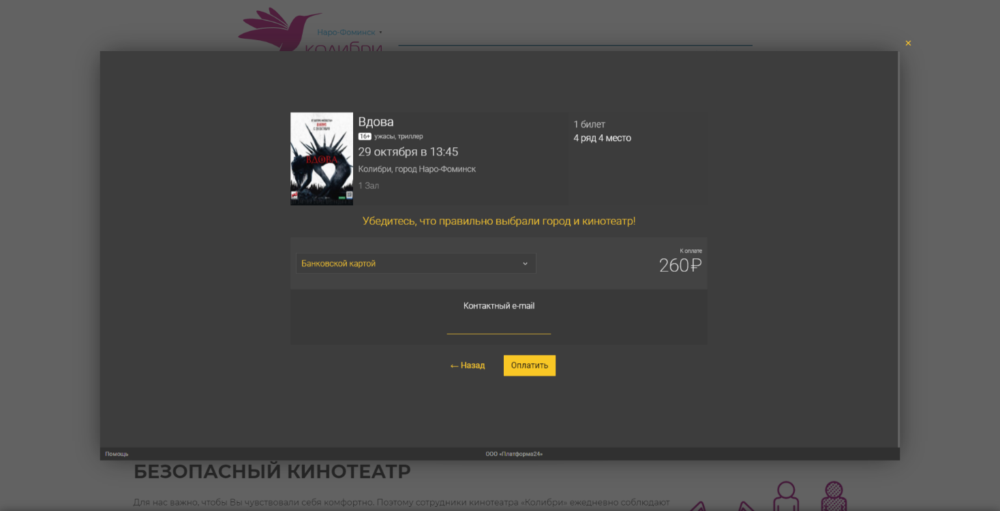 Наро-Фоминск
колибри
×
Вдова
16+ ужасы, триллер
29 октября в 13:45
Колибри, город Наро-Фоминск
1 Зал
1 билет
4 ряд 4 место
ВДОВА
Убедитесь, что правильно выбрали город и кинотеатр!
Банковской картой
К оплате
260₽
Контактный e-mail
← Назад
Оплатить
Помощь
ООО «Платформа24»
БЕЗОПАСНЫЙ КИНОТЕАТР
Для нас важно, чтобы Вы чувствовали себя комфортно. Поэтому сотрудники кинотеатра «Колибри» ежедневно соблюдают